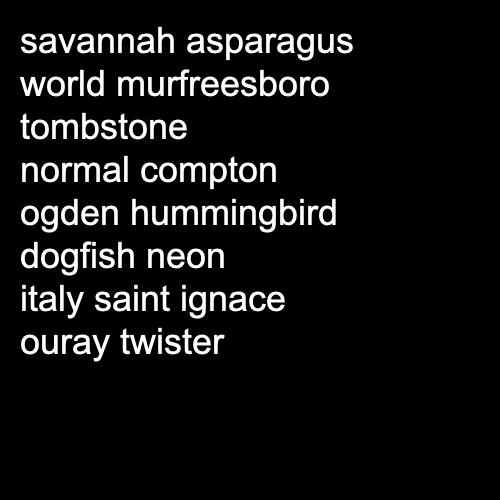 savannah asparagus
world murfreesboro
tombstone
normal compton
ogden hummingbird
dogfish neon
italy saint ignace
ouray twister